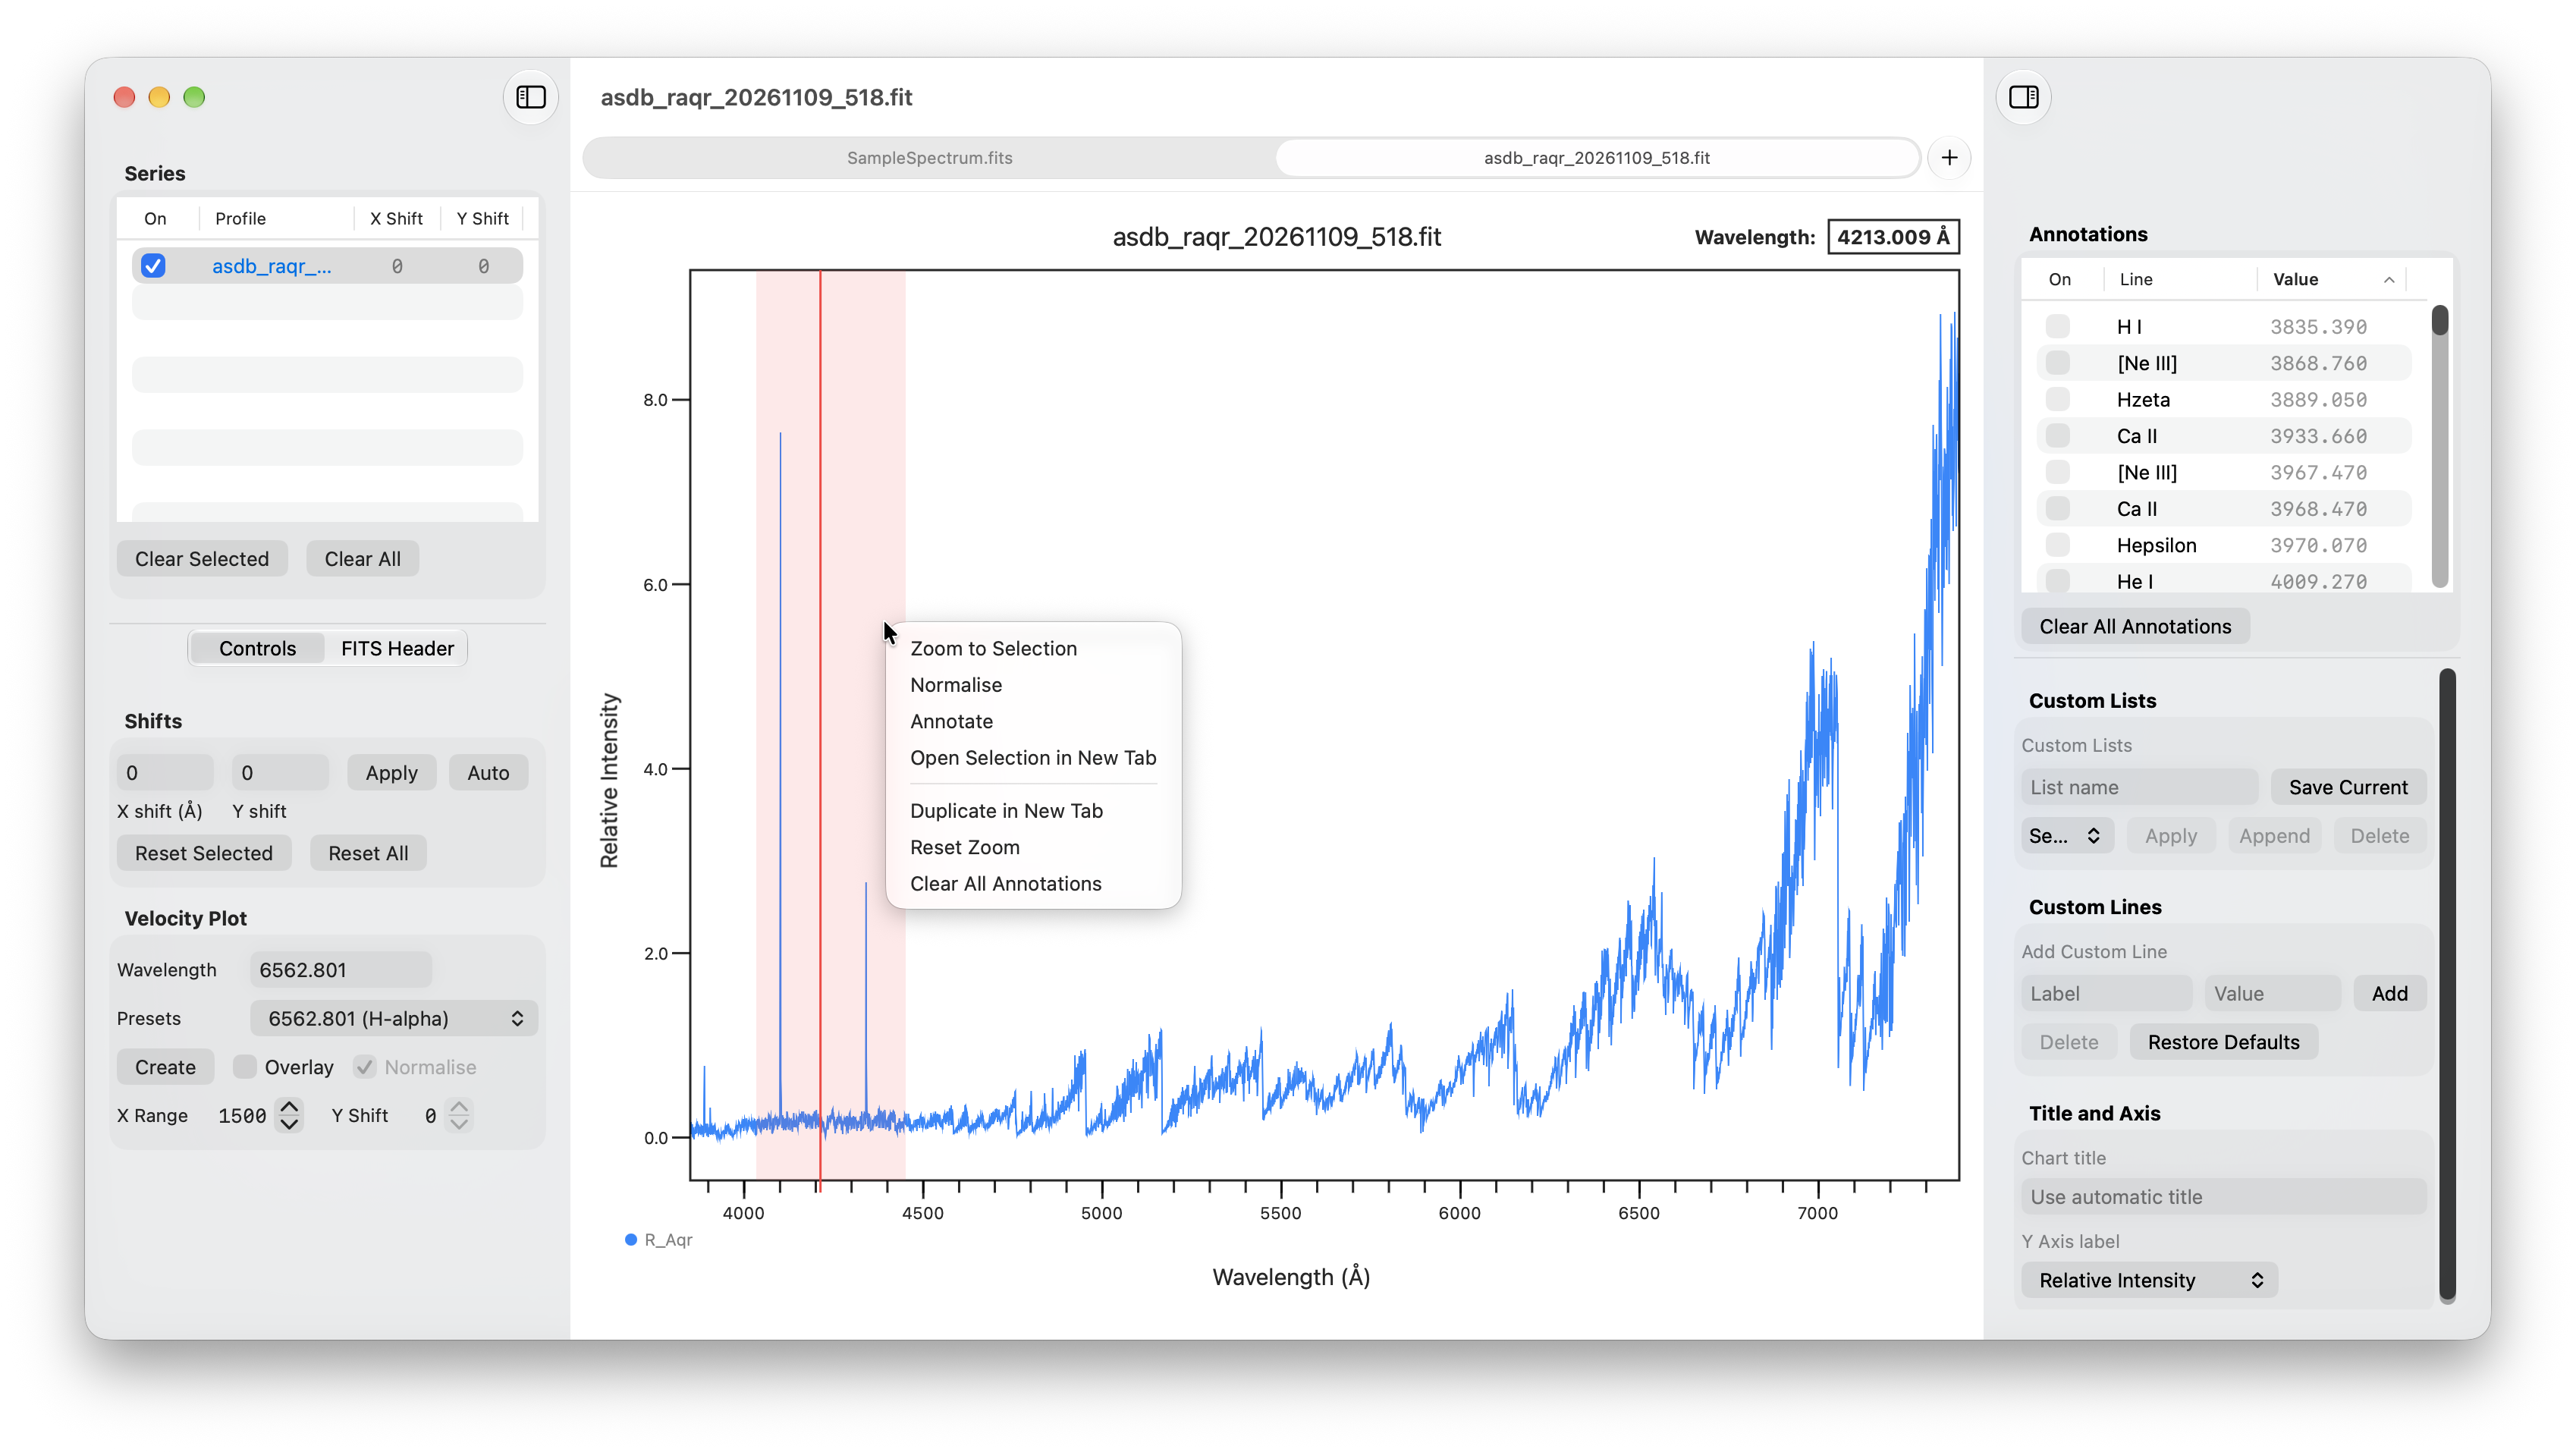 asdb_raqr_20261109_518.fit
SampleSpectrum.fits
asdb_raqr_20261109_518.fit
Series
On Profile X Shift Y Shift
asdb_raqr_... 0 0
Clear Selected Clear All
Controls FITS Header
Shifts
0 0 Apply Auto
X shift (Å) Y shift
Reset Selected Reset All
Velocity Plot
Wavelength 6562.801
Presets 6562.801 (H-alpha)
Create Overlay Normalise
X Range 1500 Y Shift 0
asdb_raqr_20261109_518.fit
Wavelength: 4213.009 Å
Relative Intensity
8.0
6.0
4.0
2.0
0.0
4000 4500 5000 5500 6000 6500 7000
R_Aqr
Wavelength (Å)
Zoom to Selection
Normalise
Annotate
Open Selection in New Tab
Duplicate in New Tab
Reset Zoom
Clear All Annotations
Annotations
On Line Value
H I 3835.390
[Ne III] 3868.760
Hzeta 3889.050
Ca II 3933.660
[Ne III] 3967.470
Ca II 3968.470
Hepsilon 3970.070
He I 4009.270
Clear All Annotations
Custom Lists
Custom Lists
List name Save Current
Se... Apply Append Delete
Custom Lines
Add Custom Line
Label Value Add
Delete Restore Defaults
Title and Axis
Chart title
Use automatic title
Y Axis label
Relative Intensity